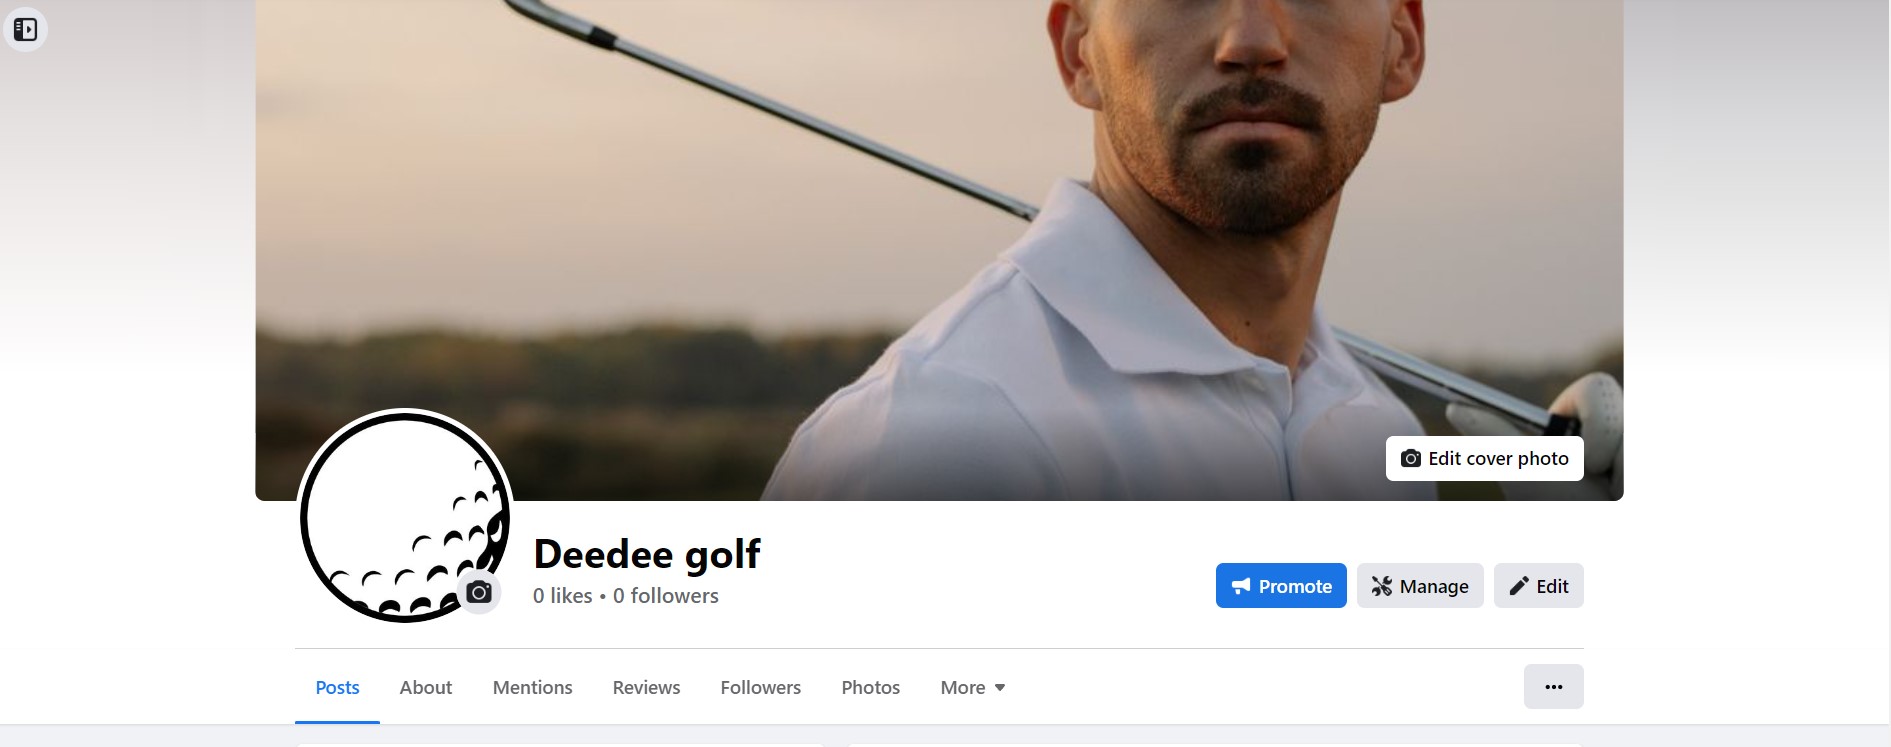 Edit cover photo
Deedee golf
0 likes • 0 followers
Promote
Manage
Edit
Posts
About
Mentions
Reviews
Followers
Photos
More